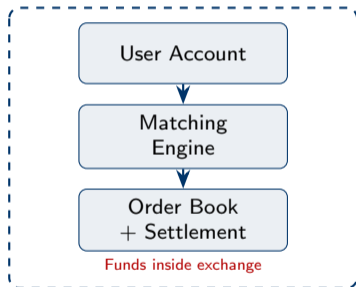 User Account
Matching
Engine
Order Book
+ Settlement
Funds inside exchange